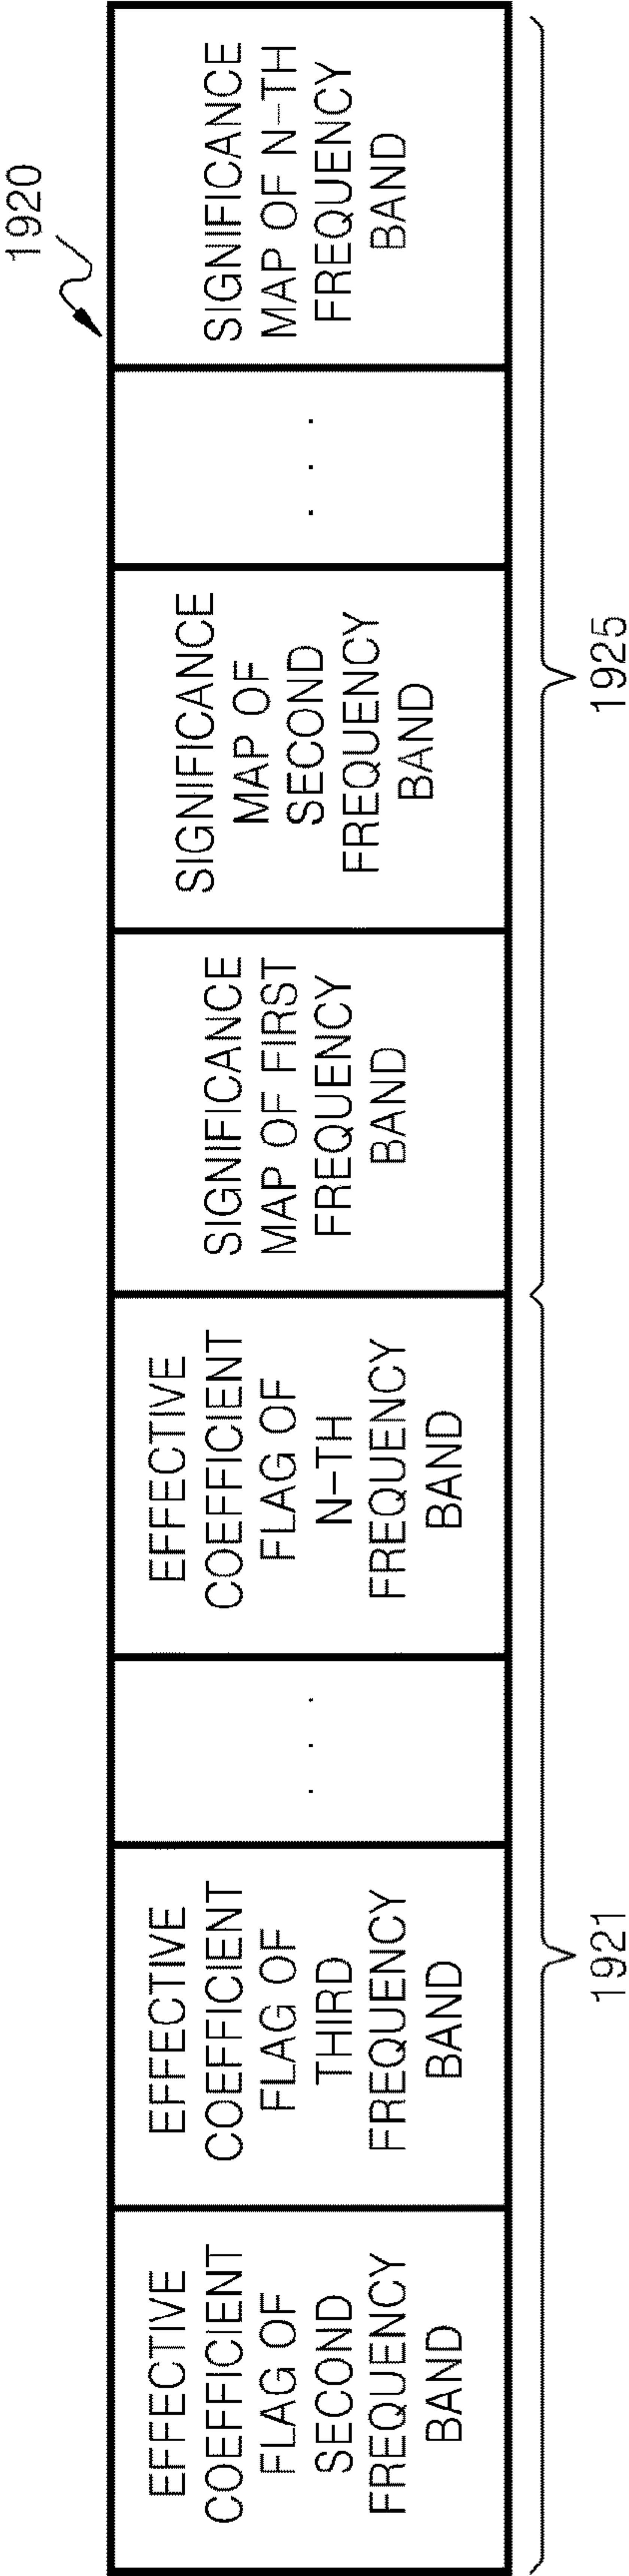 1920
EFFECTIVE
COEFFICIENT
FLAG OF
SECOND
FREQUENCY
BAND
EFFECTIVE
COEFFICIENT
FLAG OF
THIRD
FREQUENCY
BAND
. . .
EFFECTIVE
COEFFICIENT
FLAG OF
N-TH
FREQUENCY
BAND
SIGNIFICANCE
MAP OF FIRST
FREQUENCY
BAND
SIGNIFICANCE
MAP OF
SECOND
FREQUENCY
BAND
. . .
SIGNIFICANCE
MAP OF N-TH
FREQUENCY
BAND
1921
1925